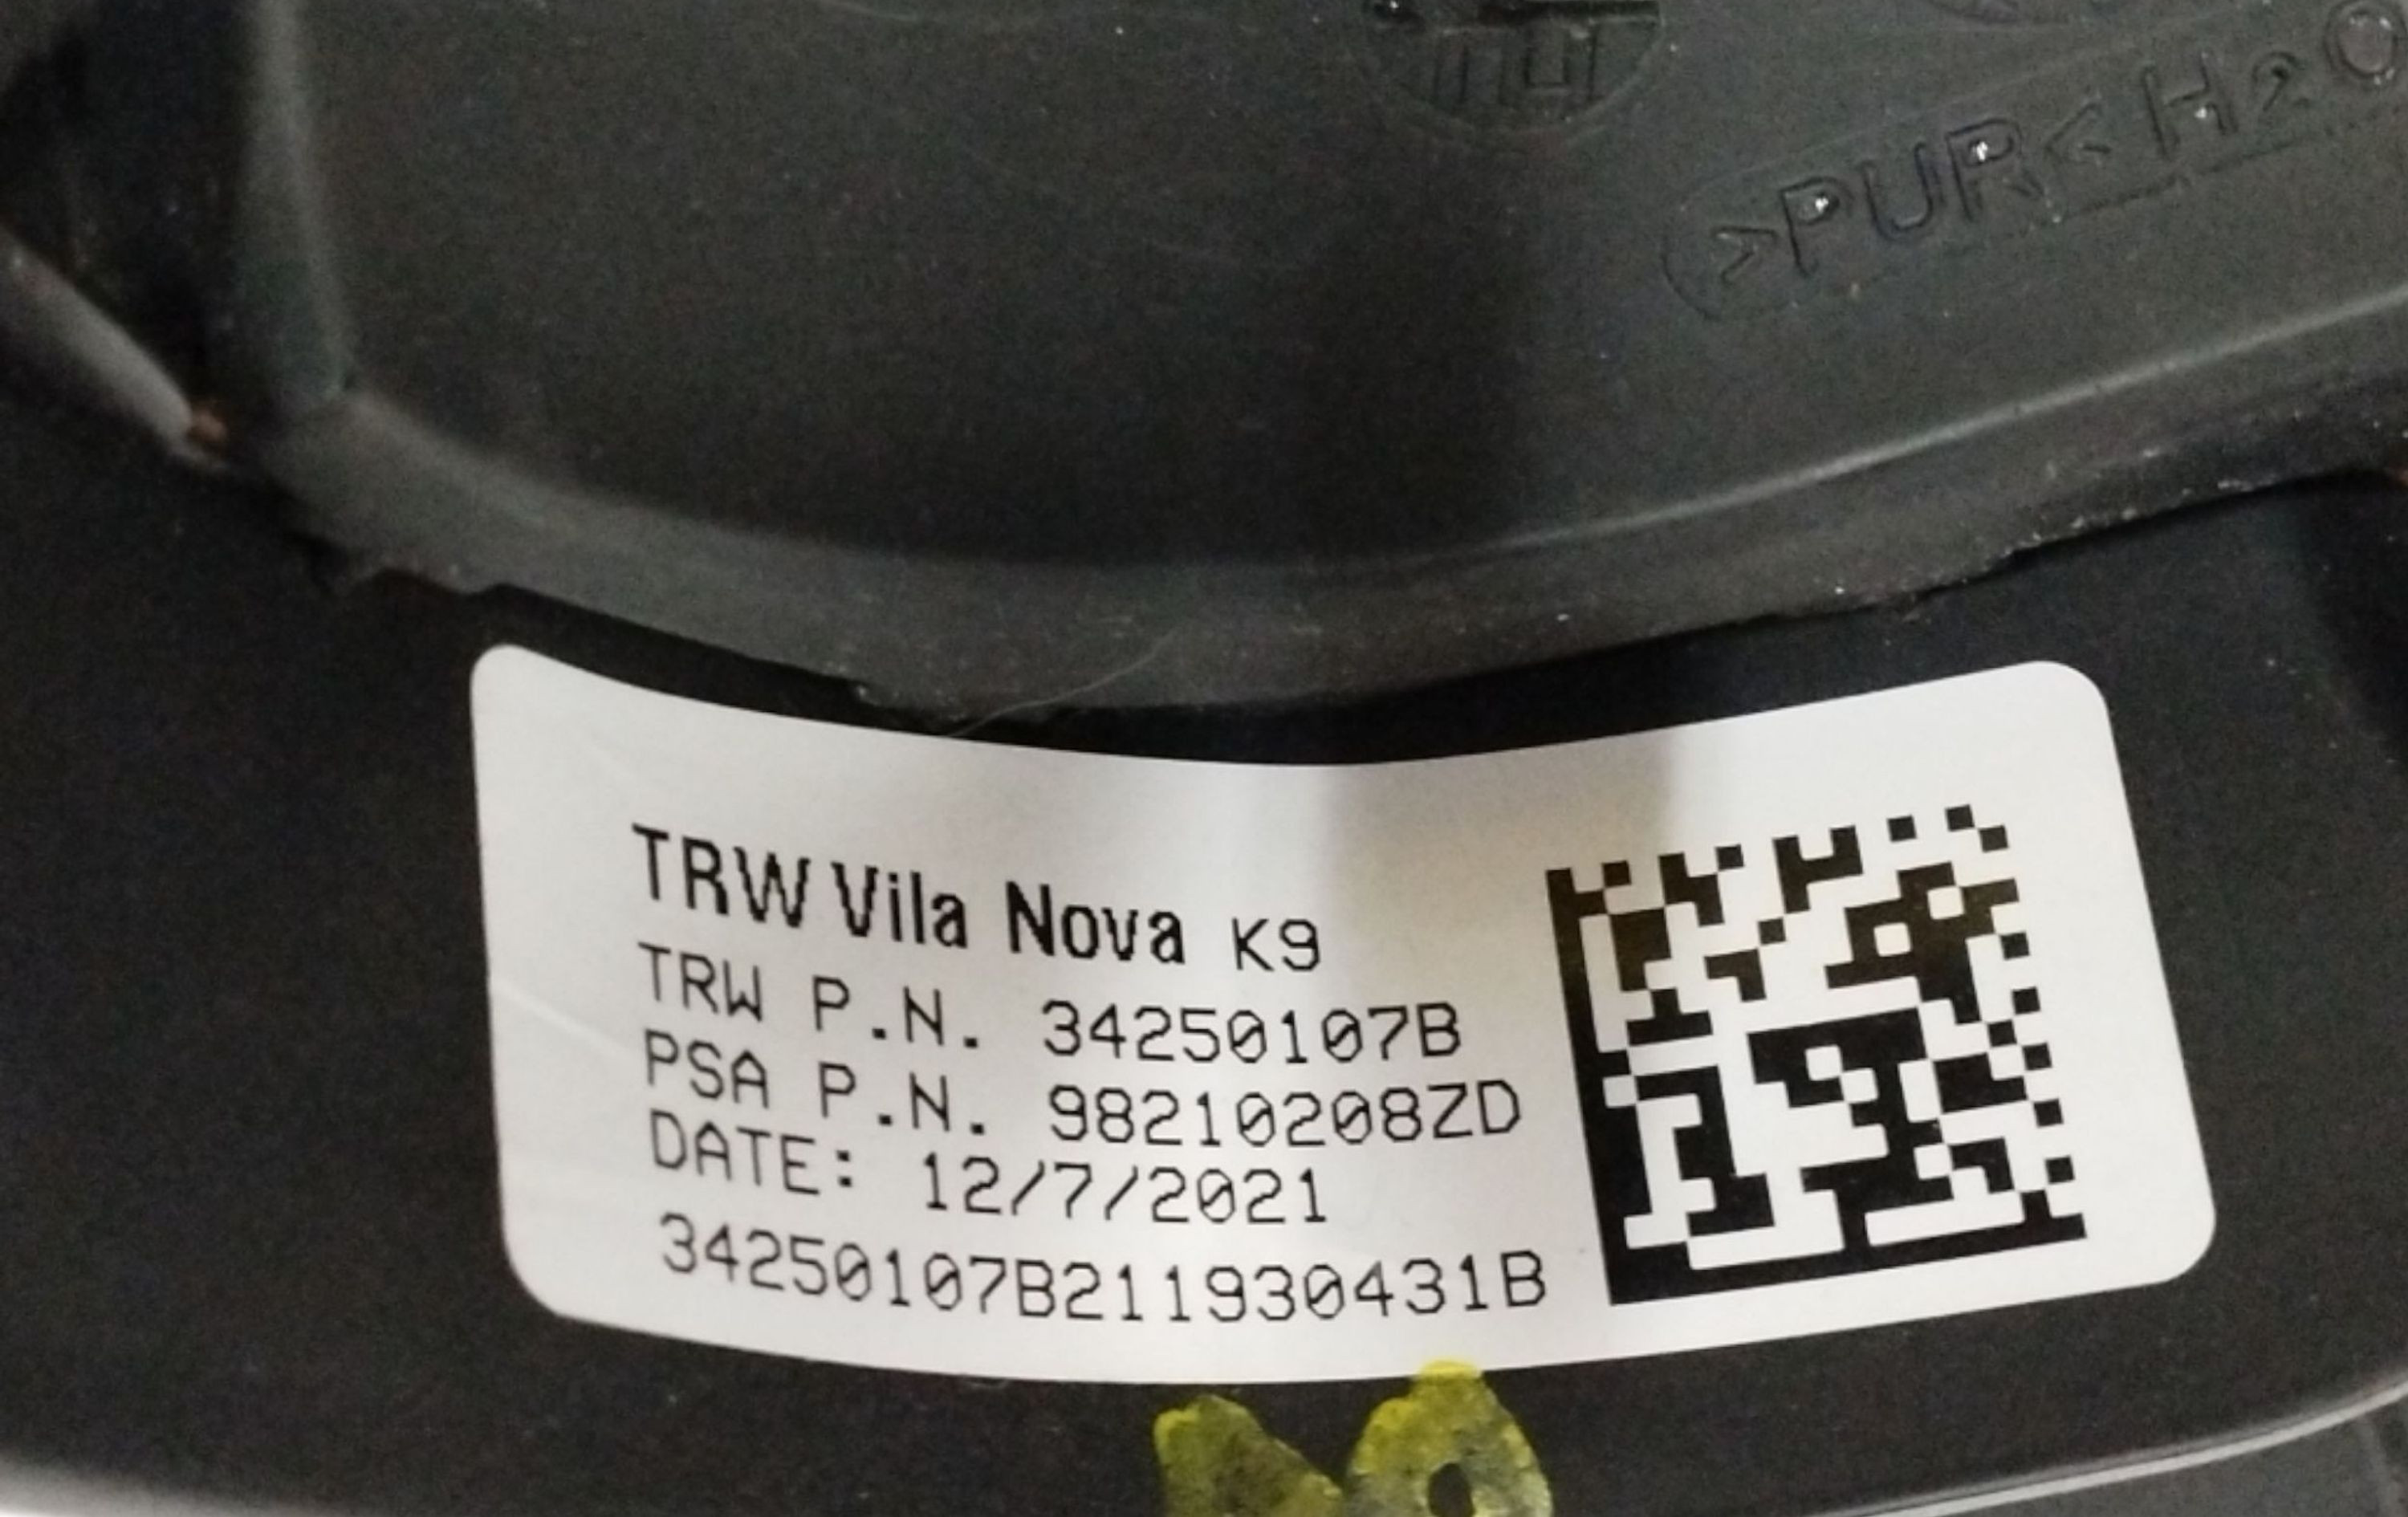 >PUR< H2O
TRW Vila Nova K9
TRW P.N. 34250107B
PSA P.N. 98210208ZD
DATE: 12/7/2021
34250107B211930431B